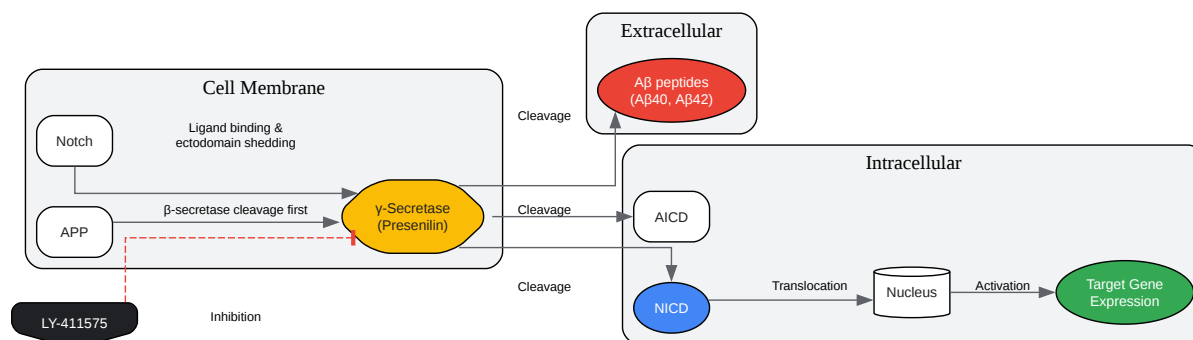 Extracellular
Aβ peptides
(Aβ40, Aβ42)
Cell Membrane
Cleavage
Notch
Ligand binding &
ectodomain shedding
Intracellular
γ-Secretase
(Presenilin)
β-secretase cleavage first
APP
Cleavage
AICD
Cleavage
Translocation
Nucleus
Activation
Target Gene
Expression
NICD
LY-411575
Inhibition